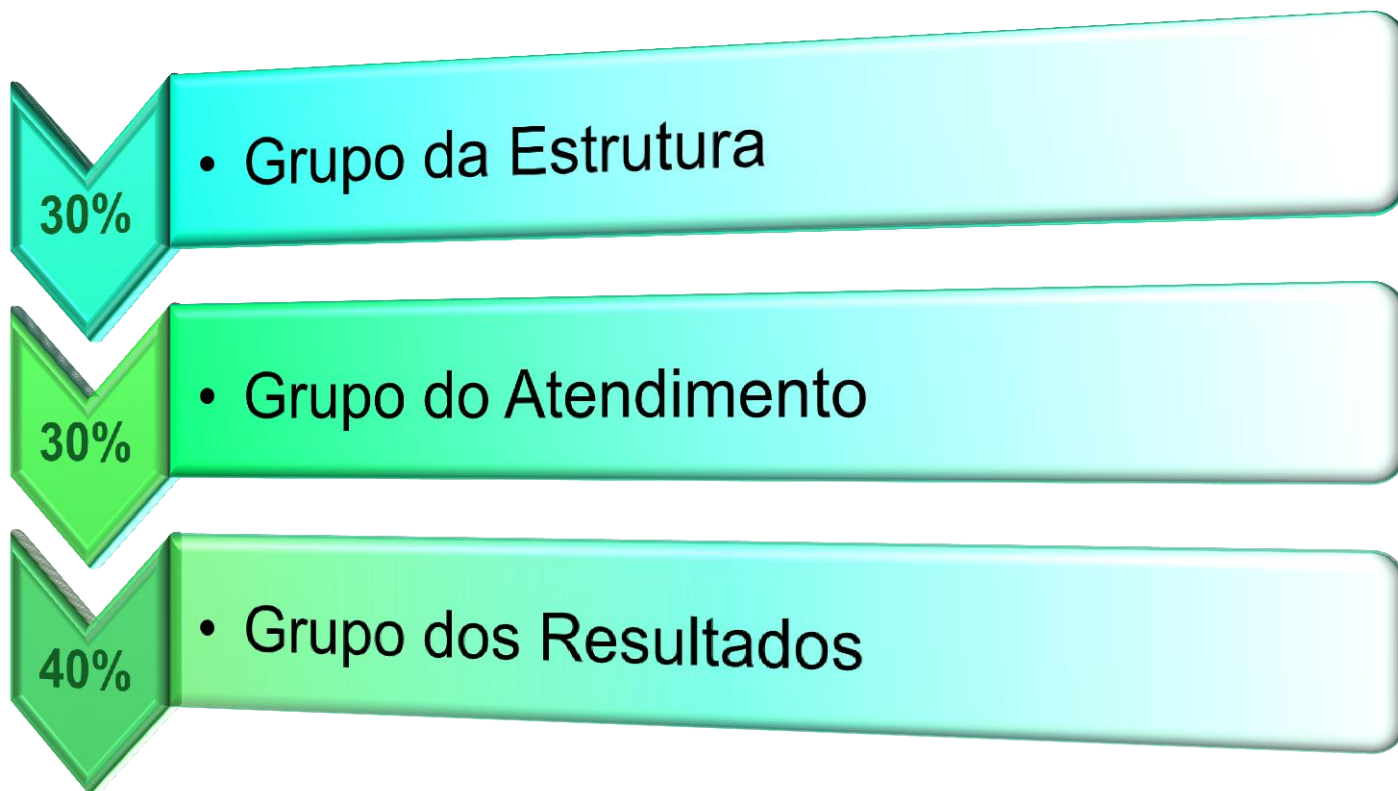 30%
• Grupo da Estrutura
30%
• Grupo do Atendimento
40%
• Grupo dos Resultados